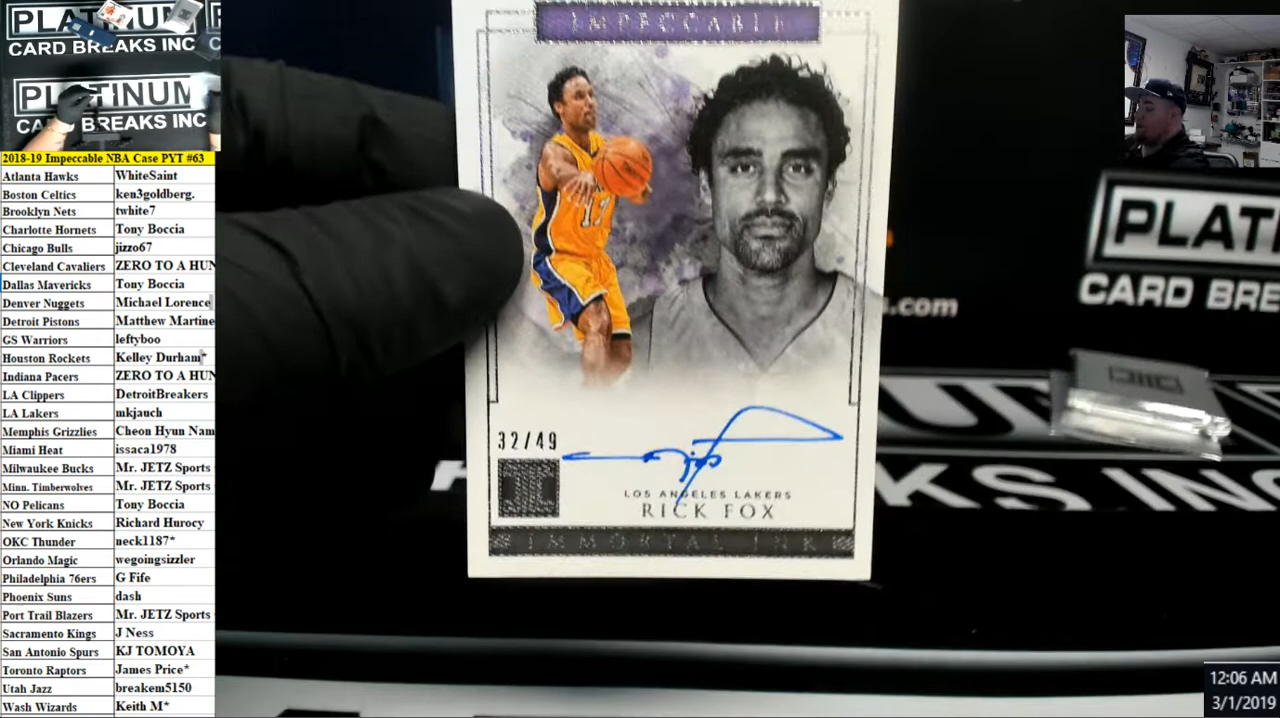 PLATINUM
CARD BREAKS INC
PLATINUM
CARD BREAKS INC
2018-19 Impeccable NBA Case PYT #63
Atlanta Hawks WhiteSaint
Boston Celtics ken3goldberg.
Brooklyn Nets twhite7
Charlotte Hornets Tony Boccia
Chicago Bulls jizzo67
Cleveland Cavaliers ZERO TO A HUN
Dallas Mavericks Tony Boccia
Denver Nuggets Michael Lorence
Detroit Pistons Matthew Martine
GS Warriors leftyboo
Houston Rockets Kelley Durham*
Indiana Pacers ZERO TO A HUN
LA Clippers DetroitBreakers
LA Lakers mkjauch
Memphis Grizzlies Cheon Hyun Nam
Miami Heat issaca1978
Milwaukee Bucks Mr. JETZ Sports
Minn. Timberwolves Mr. JETZ Sports
NO Pelicans Tony Boccia
New York Knicks Richard Hurocy
OKC Thunder neck1187*
Orlando Magic wegoingsizzler
Philadelphia 76ers G Fife
Phoenix Suns dash
Port Trail Blazers Mr. JETZ Sports
Sacramento Kings J Ness
San Antonio Spurs KJ TOMOYA
Toronto Raptors James Price*
Utah Jazz breakem5150
Wash Wizards Keith M*
IMPECCABLE
17
32/49
LOS ANGELES LAKERS
RICK FOX
IMMORTAL INK
PLAT
CARD BRE
s.com
KS INC
12:06 AM
3/1/2019